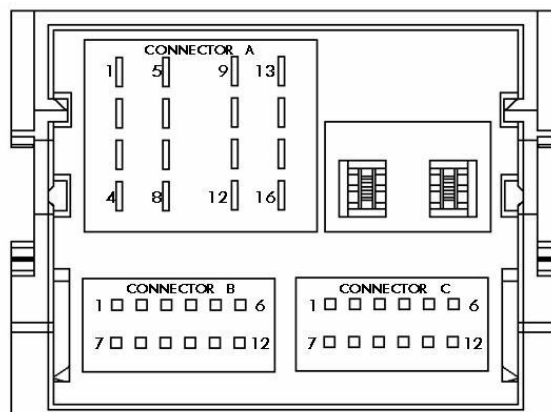 CONNECTOR A
1 5 9 13
4 8 12 16
CONNECTOR B
1 6
7 12
CONNECTOR C
1 6
7 12